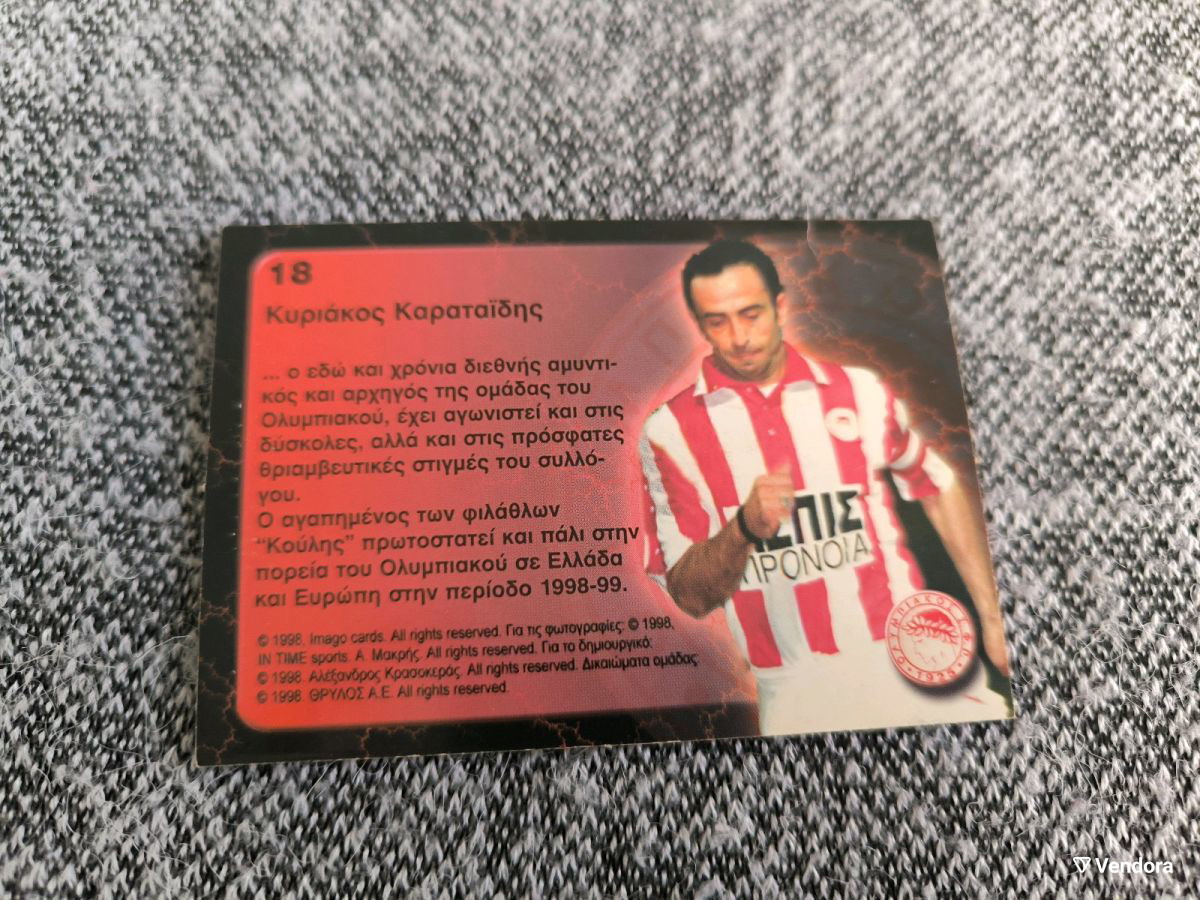 18
Κυριάκος Καραταΐδης
... ο εδώ και χρόνια διεθνής αμυντι-
κός και αρχηγός της ομάδας του
Ολυμπιακού, έχει αγωνιστεί και στις
δύσκολες, αλλά και στις πρόσφατες
θριαμβευτικές στιγμές του συλλό-
γου.
Ο αγαπημένος των φιλάθλων
“Κούλης” πρωτοστατεί και πάλι στην
πορεία του Ολυμπιακού σε Ελλάδα
και Ευρώπη στην περίοδο 1998-99.
© 1998. Imago cards. All rights reserved. Για τις φωτογραφίες: © 1998.
IN TIME sports. Α. Μακρής. All rights reserved. Για το δημιουργικό:
© 1998. Αλέξανδρος Κρασοκεράς. All rights reserved. Δικαιώματα ομάδας:
© 1998. ΘΡΥΛΟΣ Α.Ε. All rights reserved.
ΠΡΟΝΟΙΑ
ΟΛΥΜΠΙΑΚΟΣ Σ.Φ.Π.
1925
Vendora